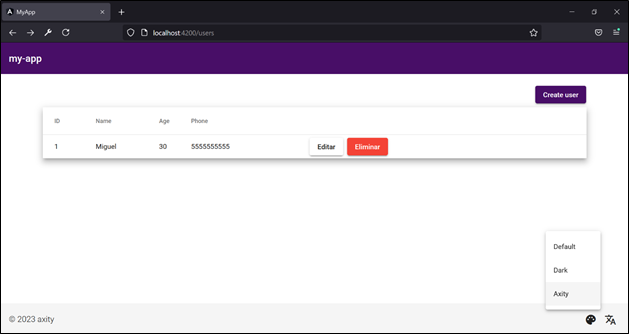 MyApp
localhost:4200/users
my-app
Create user
ID Name Age Phone
1 Miguel 30 5555555555 Editar Eliminar
Default
Dark
Axity
© 2023 axity